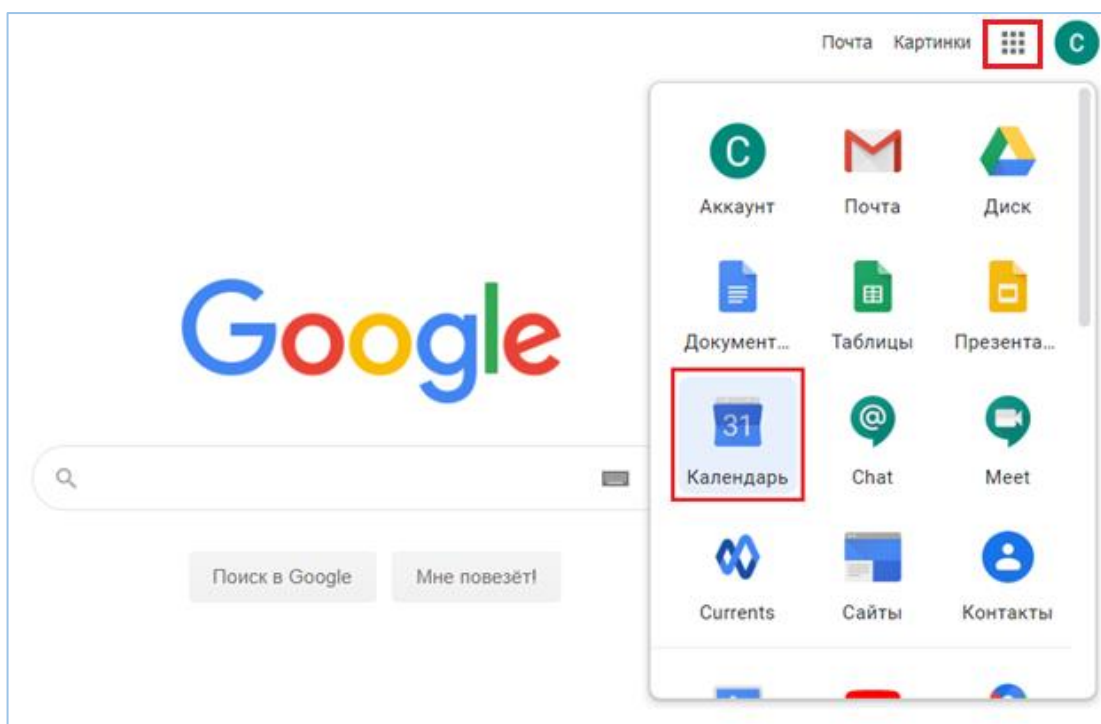 Почта Картинки C
C
Аккаунт Почта Диск
Документ... Таблицы Презента...
Google
31 @
Календарь Chat Meet
Поиск в Google Мне повезёт!
Currents Сайты Контакты